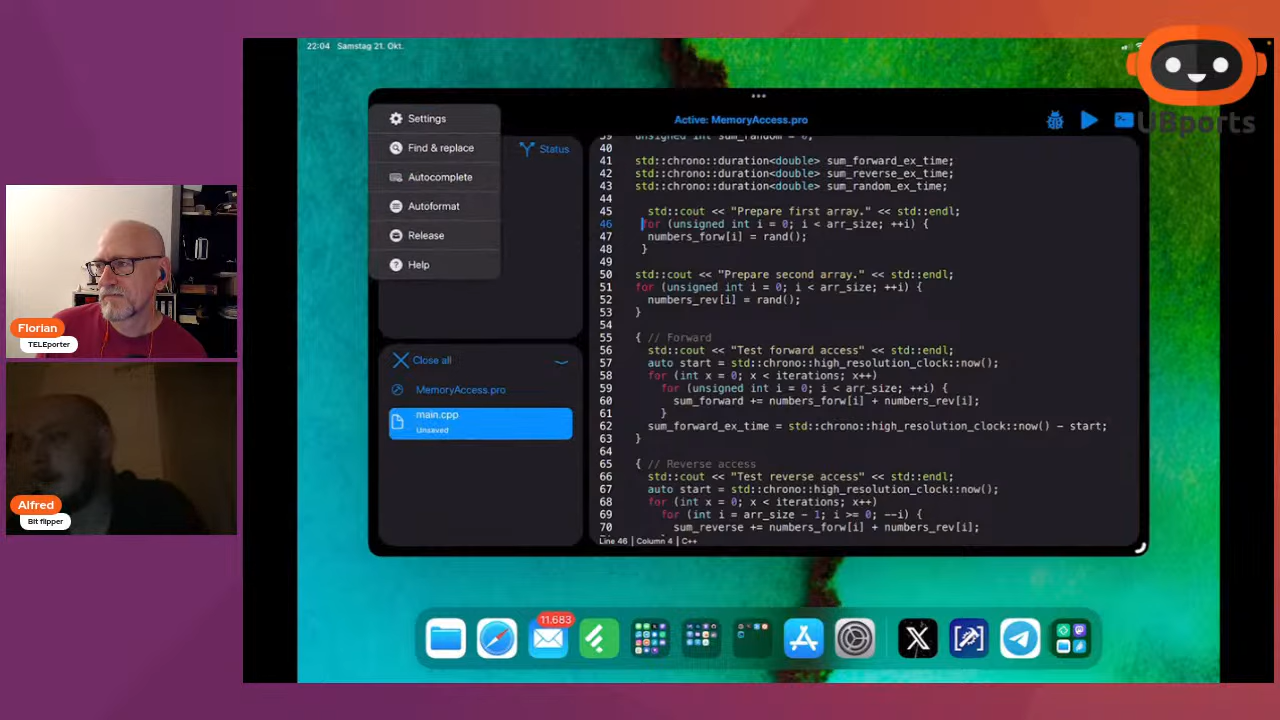 22:04 Samstag 21. Okt.
UBports
Active: MemoryAccess.pro
Settings
Find & replace
Autocomplete
Autoformat
Release
Help
Status
Close all
MemoryAccess.pro
main.cpp
Unsaved
39 unsigned int sum_random = 0;
40
41 std::chrono::duration<double> sum_forward_ex_time;
42 std::chrono::duration<double> sum_reverse_ex_time;
43 std::chrono::duration<double> sum_random_ex_time;
44
45 std::cout << "Prepare first array." << std::endl;
46 for (unsigned int i = 0; i < arr_size; ++i) {
47 numbers_forw[i] = rand();
48 }
49
50 std::cout << "Prepare second array." << std::endl;
51 for (unsigned int i = 0; i < arr_size; ++i) {
52 numbers_rev[i] = rand();
53 }
54
55 { // Forward
56 std::cout << "Test forward access" << std::endl;
57 auto start = std::chrono::high_resolution_clock::now();
58 for (int x = 0; x < iterations; x++)
59 for (unsigned int i = 0; i < arr_size; ++i) {
60 sum_forward += numbers_forw[i] + numbers_rev[i];
61 }
62 sum_forward_ex_time = std::chrono::high_resolution_clock::now() - start;
63 }
64
65 { // Reverse access
66 std::cout << "Test reverse access" << std::endl;
67 auto start = std::chrono::high_resolution_clock::now();
68 for (int x = 0; x < iterations; x++)
69 for (int i = arr_size - 1; i >= 0; --i) {
70 sum_reverse += numbers_forw[i] + numbers_rev[i];
Line 46 | Column 4 | C++
Florian
TELEporter
Alfred
Bit flipper
11.683